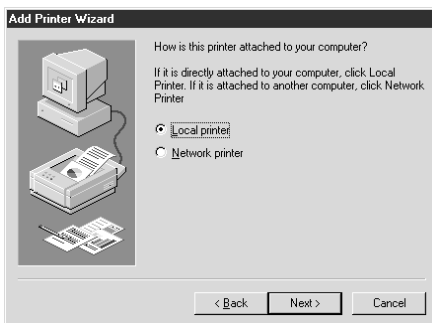 Add Printer Wizard
How is this printer attached to your computer?
If it is directly attached to your computer, click Local
Printer. If it is attached to another computer, click Network
Printer
Local printer
Network printer
< Back
Next >
Cancel